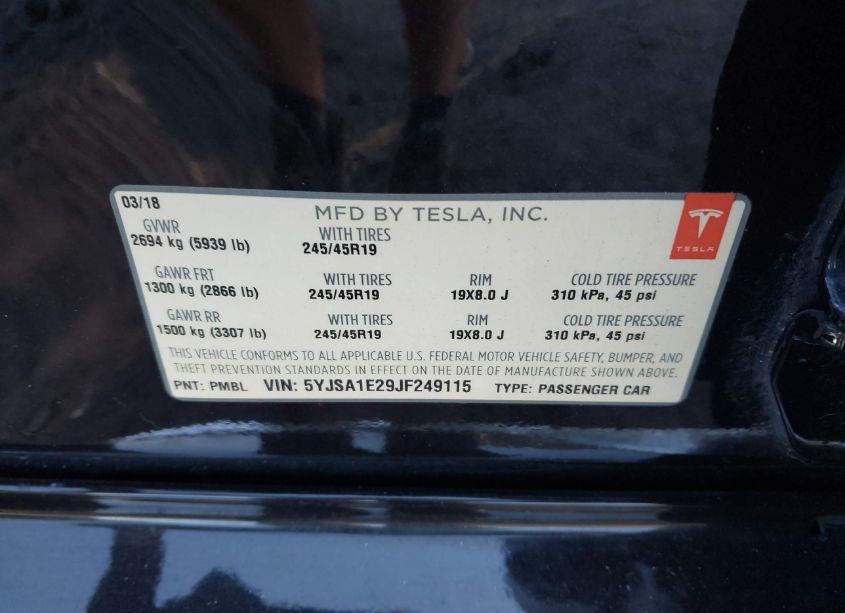 03/18
MFD BY TESLA, INC.
TESLA
GVWR WITH TIRES
2694 kg (5939 lb) 245/45R19
GAWR FRT WITH TIRES RIM COLD TIRE PRESSURE
1300 kg (2866 lb) 245/45R19 19X8.0 J 310 kPa, 45 psi
GAWR RR WITH TIRES RIM COLD TIRE PRESSURE
1500 kg (3307 lb) 245/45R19 19X8.0 J 310 kPa, 45 psi
THIS VEHICLE CONFORMS TO ALL APPLICABLE U.S. FEDERAL MOTOR VEHICLE SAFETY, BUMPER, AND
THEFT PREVENTION STANDARDS IN EFFECT ON THE DATE OF MANUFACTURE SHOWN ABOVE.
PNT: PMBL VIN: 5YJSA1E29JF249115 TYPE: PASSENGER CAR